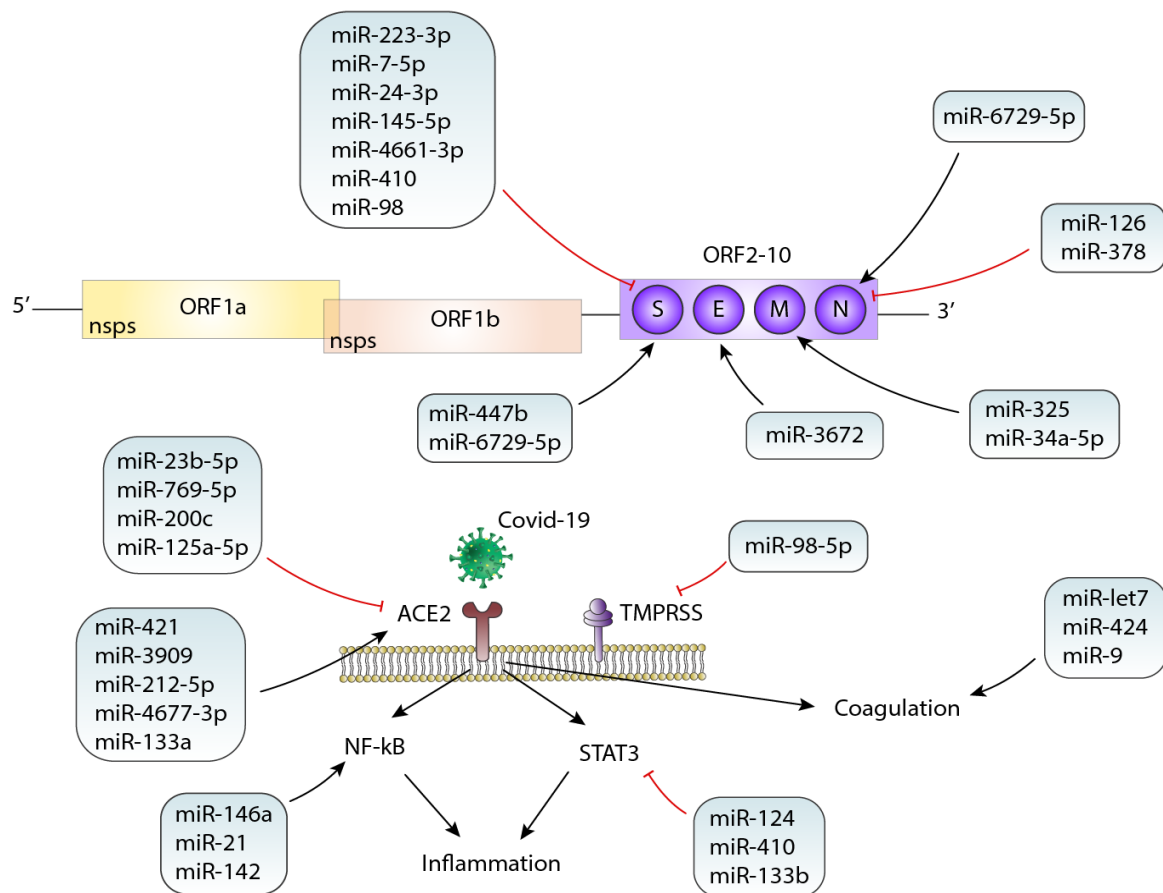 miR-223-3p
miR-7-5p
miR-24-3p
miR-145-5p
miR-4661-3p
miR-410
miR-98
miR-6729-5p
miR-126
miR-378
ORF2-10
5’
ORF1a
nsps
ORF1b
nsps
S
E
M
N
3’
miR-447b
miR-6729-5p
miR-3672
miR-325
miR-34a-5p
miR-23b-5p
miR-769-5p
miR-200c
miR-125a-5p
Covid-19
miR-98-5p
ACE2
TMPRSS
miR-421
miR-3909
miR-212-5p
miR-4677-3p
miR-133a
miR-let7
miR-424
miR-9
Coagulation
NF-kB
STAT3
miR-146a
miR-21
miR-142
Inflammation
miR-124
miR-410
miR-133b